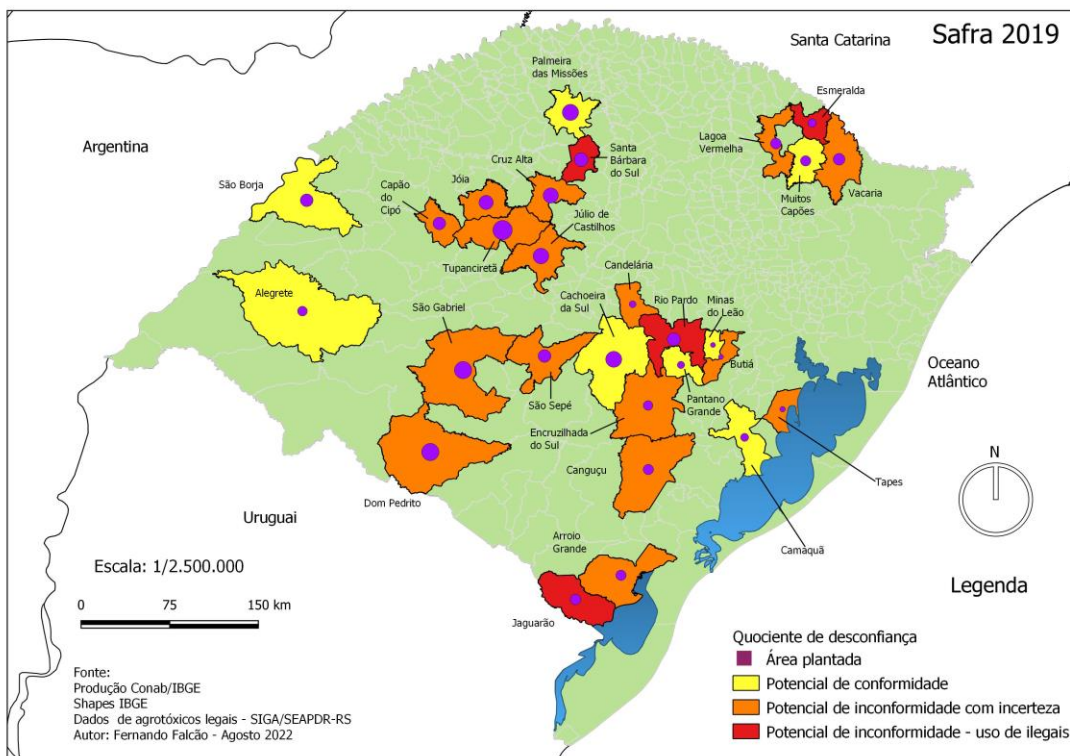 Safra 2019
Santa Catarina
Argentina
Uruguai
Oceano
Atlântico
Palmeira
das Missões
Esmeralda
Lagoa
Vermelha
Muitos
Capões
Vacaria
Santa
Bárbara
do Sul
Cruz Alta
Jóia
Capão
do
Cipó
São Borja
Júlio de
Castilhos
Tupanciretã
Alegrete
Candelária
Cachoeira
da Sul
Rio Pardo
Minas
do Leão
São Gabriel
Butiá
São Sepé
Pantano
Grande
Encruzilhada
do Sul
Canguçu
Dom Pedrito
Tapes
Camaquã
Arroio
Grande
Jaguarão
N
Escala: 1/2.500.000
0 75 150 km
Fonte:
Produção Conab/IBGE
Shapes IBGE
Dados de agrotóxicos legais - SIGA/SEAPDR-RS
Autor: Fernando Falcão - Agosto 2022
Legenda
Quociente de desconfiança
Área plantada
Potencial de conformidade
Potencial de inconformidade com incerteza
Potencial de inconformidade - uso de ilegais